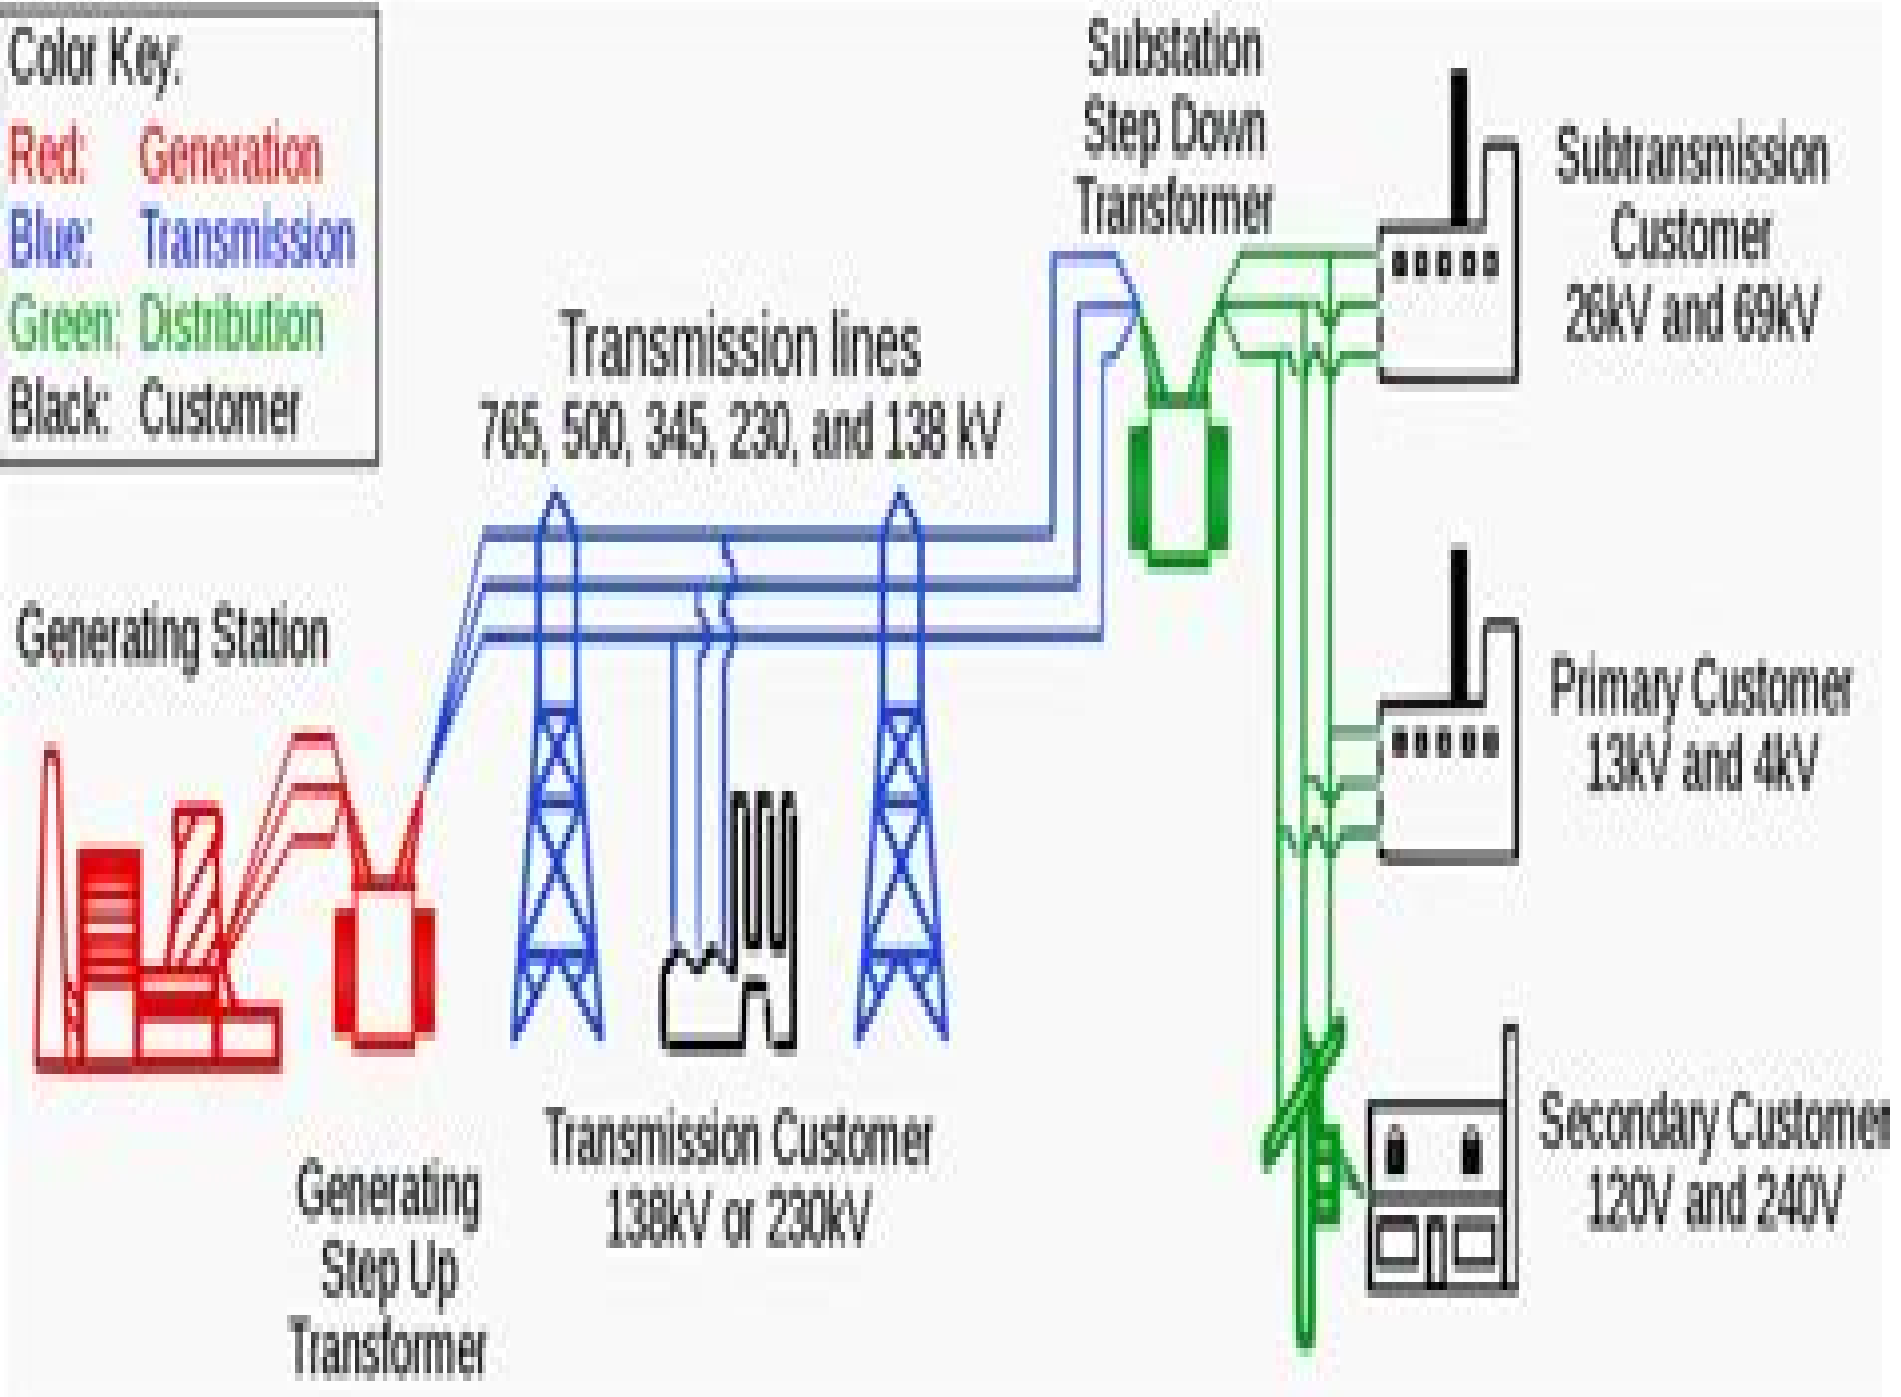 Color Key:
Red: Generation
Blue: Transmission
Green: Distribution
Black: Customer
Substation
Step Down
Transformer
Subtransmission
Customer
26kV and 69kV
Transmission lines
765, 500, 345, 230, and 138 kV
Generating Station
Primary Customer
13kV and 4kV
Transmission Customer
138kV or 230kV
Secondary Customer
120V and 240V
Generating
Step Up
Transformer